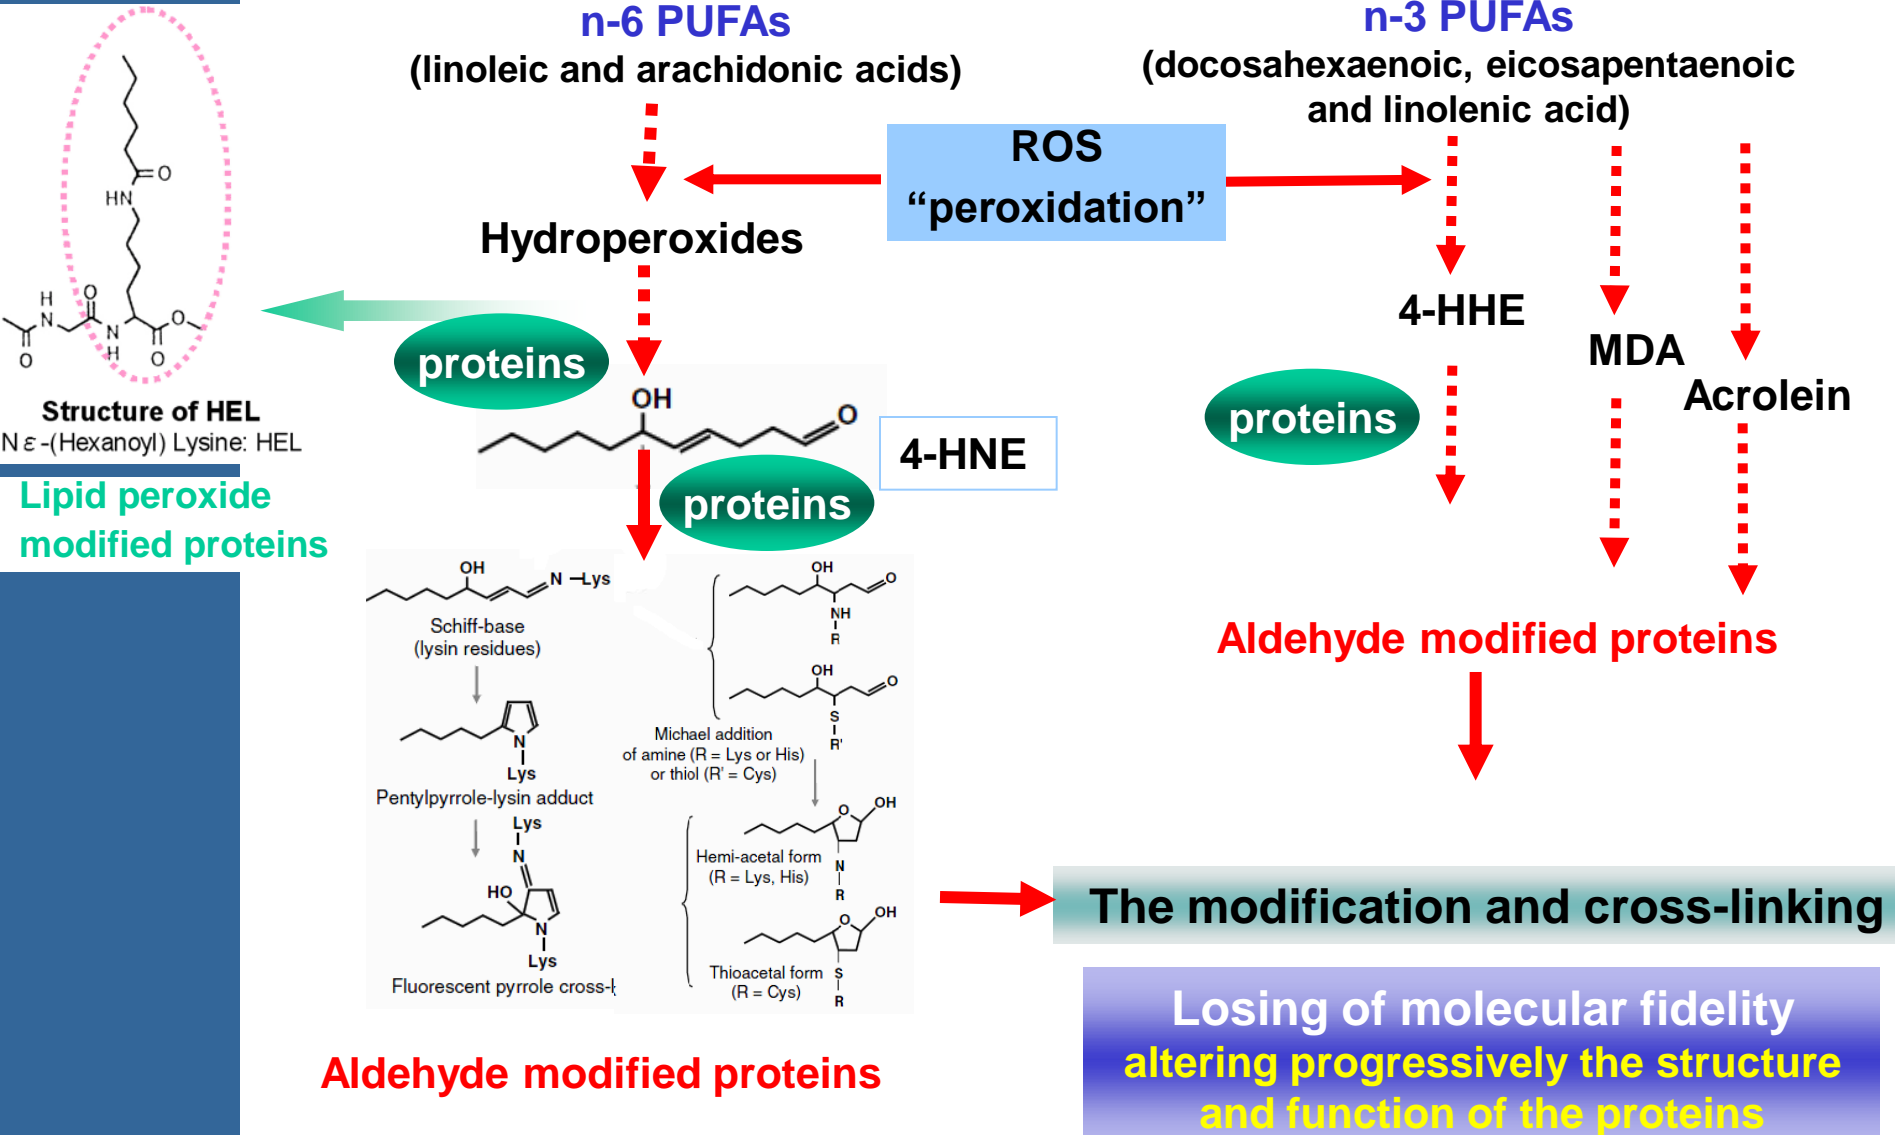 n-6 PUFAs
(linoleic and arachidonic acids)
n-3 PUFAs
(docosahexaenoic, eicosapentaenoic
and linolenic acid)
ROS
“peroxidation”
Hydroperoxides
proteins
OH
O
4-HNE
proteins
4-HHE
MDA
Acrolein
proteins
O
HN
H
N
O
O
N
H
O
O
Structure of HEL
Nε-(Hexanoyl) Lysine: HEL
Lipid peroxide
modified proteins
OH
N
Lys
Schiff-base
(lysin residues)
N
Lys
Pentylpyrrole-lysin adduct
Lys
N
HO
N
Lys
Fluorescent pyrrole cross-
OH
O
NH
R
OH
O
S
R'
Michael addition
of amine (R = Lys or His)
or thiol (R' = Cys)
O
OH
N
R
Hemi-acetal form
(R = Lys, His)
O
OH
S
R
Thioacetal form
(R = Cys)
Aldehyde modified proteins
Aldehyde modified proteins
The modification and cross-linking
Losing of molecular fidelity
altering progressively the structure
and function of the proteins